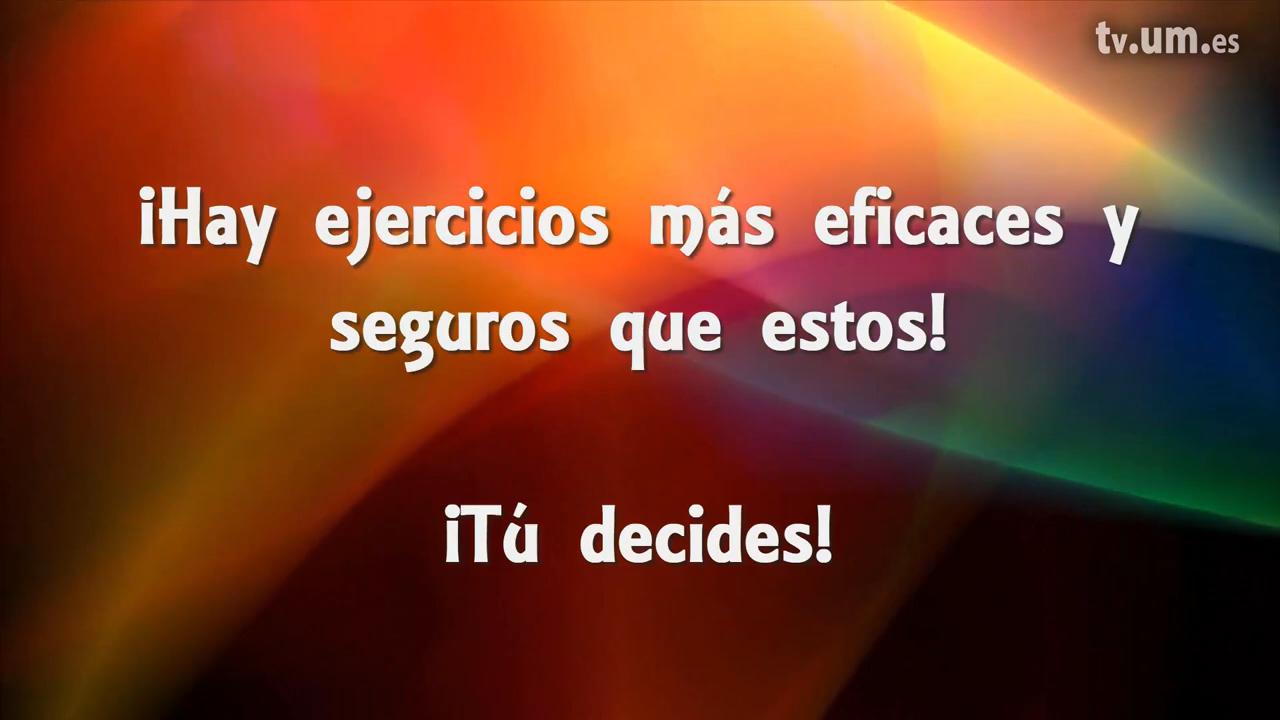 tv.um.es
¡Hay ejercicios más eficaces y
seguros que estos!
¡Tú decides!